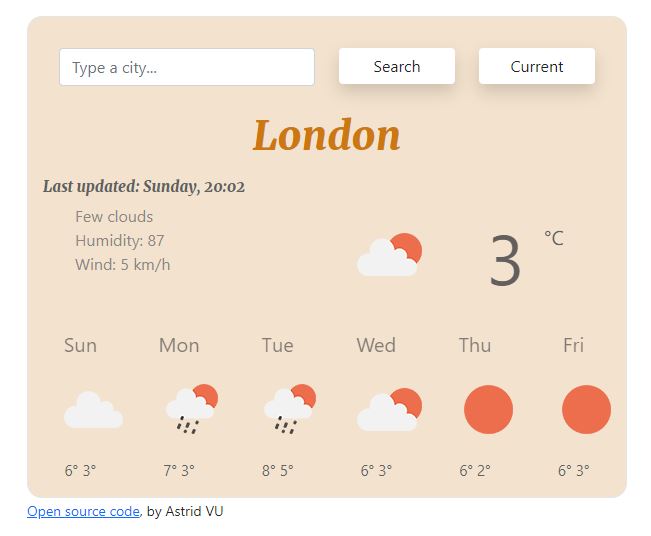 Type a city...
Search
Current
London
Last updated: Sunday, 20:02
Few clouds
Humidity: 87
Wind: 5 km/h
3 °C
Sun Mon Tue Wed Thu Fri
6° 3° 7° 3° 8° 5° 6° 3° 6° 2° 6° 3°
Open source code, by Astrid VU